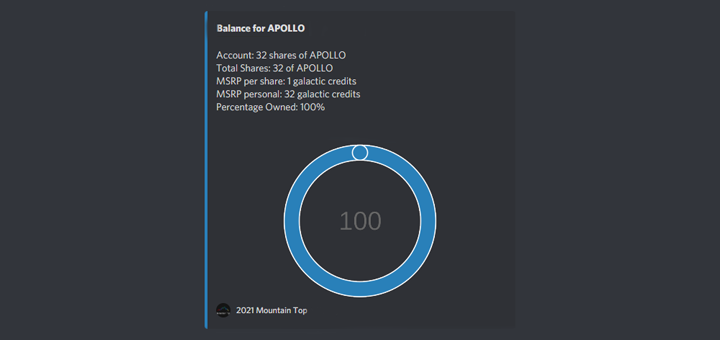 Balance for APOLLO
Account: 32 shares of APOLLO
Total Shares: 32 of APOLLO
MSRP per share: 1 galactic credits
MSRP personal: 32 galactic credits
Percentage Owned: 100%
100
2021 Mountain Top